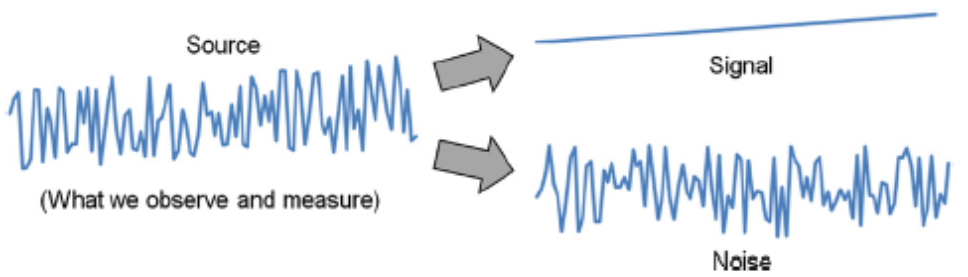 Source
Signal
(What we observe and measure)
Noise